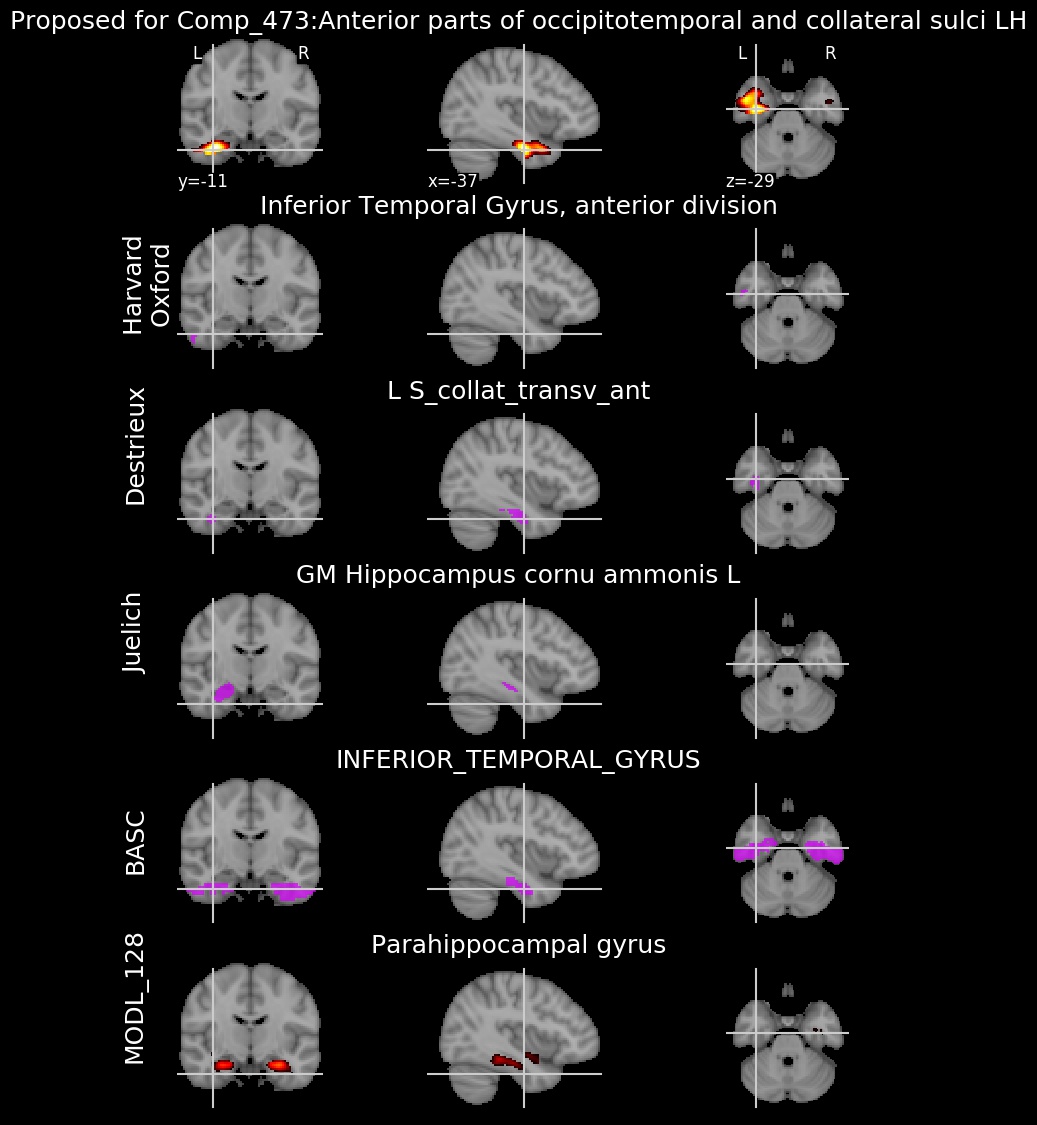 Proposed for Comp_473:Anterior parts of occipitotemporal and collateral sulci LH
L R L R
y=-11 x=-37 z=-29
Inferior Temporal Gyrus, anterior division
Harvard
Oxford
L S_collat_transv_ant
Destrieux
GM Hippocampus cornu ammonis L
Juelich
INFERIOR_TEMPORAL_GYRUS
BASC
Parahippocampal gyrus
MODL_128